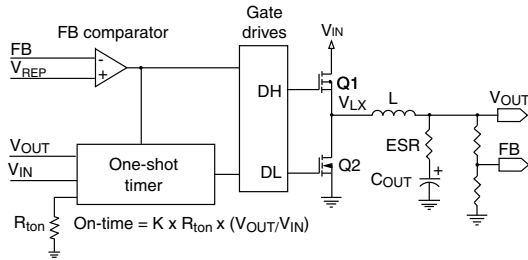 FB comparator
Gate
drives
FB
V_REP
-
+
DH
DL
V_IN
Q1
V_LX
L
V_OUT
ESR
FB
Q2
C_OUT
+
V_OUT
V_IN
One-shot
timer
R_ton
On-time = K x R_ton x (V_OUT/V_IN)